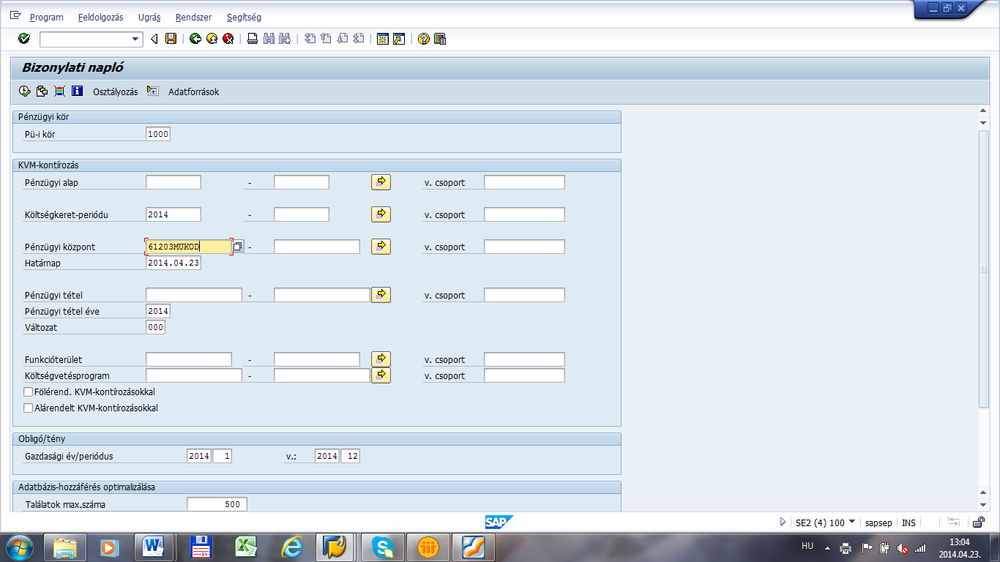 Program Feldolgozás Ugrás Rendszer Segítség
Bizonylati napló
Osztályozás Adatforrások
Pénzügyi kör
Pü-i kör 1000
KVM-kontírozás
Pénzügyi alap - v. csoport
Költségkeret-periódu 2014 - v. csoport
Pénzügyi központ 61203MUKOD - v. csoport
Határnap 2014.04.23
Pénzügyi tétel - v. csoport
Pénzügyi tétel éve 2014
Változat 000
Funkcióterület - v. csoport
Költségvetésprogram - v. csoport
Fölérend. KVM-kontírozásokkal
Alárendelt KVM-kontírozásokkal
Obligó/tény
Gazdasági év/periódus 2014 1 v.: 2014 12
Adatbázis-hozzáférés optimalizálása
Találatok max.száma 500
SAP SE2 (4) 100 sapsep INS
HU 13:04
2014.04.23.